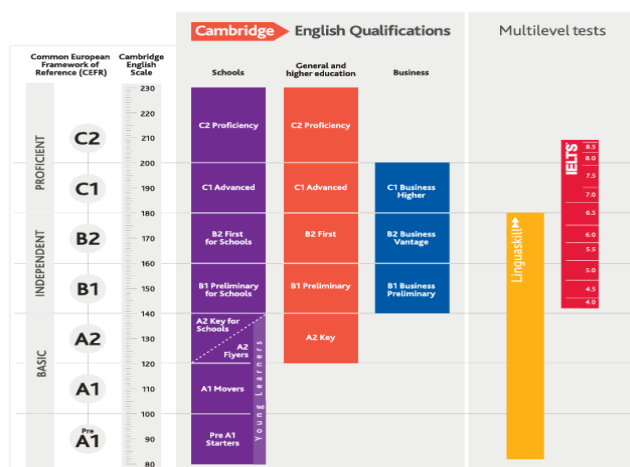 Cambridge English Qualifications
Multilevel tests
Common European
Framework of
Reference (CEFR)
Cambridge
English
Scale
Schools
General and
higher education
Business
230
220
210
200
190
180
170
160
150
140
130
120
110
100
90
80
PROFICIENT
INDEPENDENT
BASIC
C2
C1
B2
B1
A2
A1
Pre
A1
C2 Proficiency
C1 Advanced
B2 First
for Schools
B1 Preliminary
for Schools
A2 Key for
Schools
A2
Flyers
A1 Movers
Pre A1
Starters
Young Learners
C2 Proficiency
C1 Advanced
B2 First
B1 Preliminary
A2 Key
C1 Business
Higher
B2 Business
Vantage
B1 Business
Preliminary
Linguaskill
IELTS
8.5
8.0
7.5
7.0
6.5
6.0
5.5
5.0
4.5
4.0